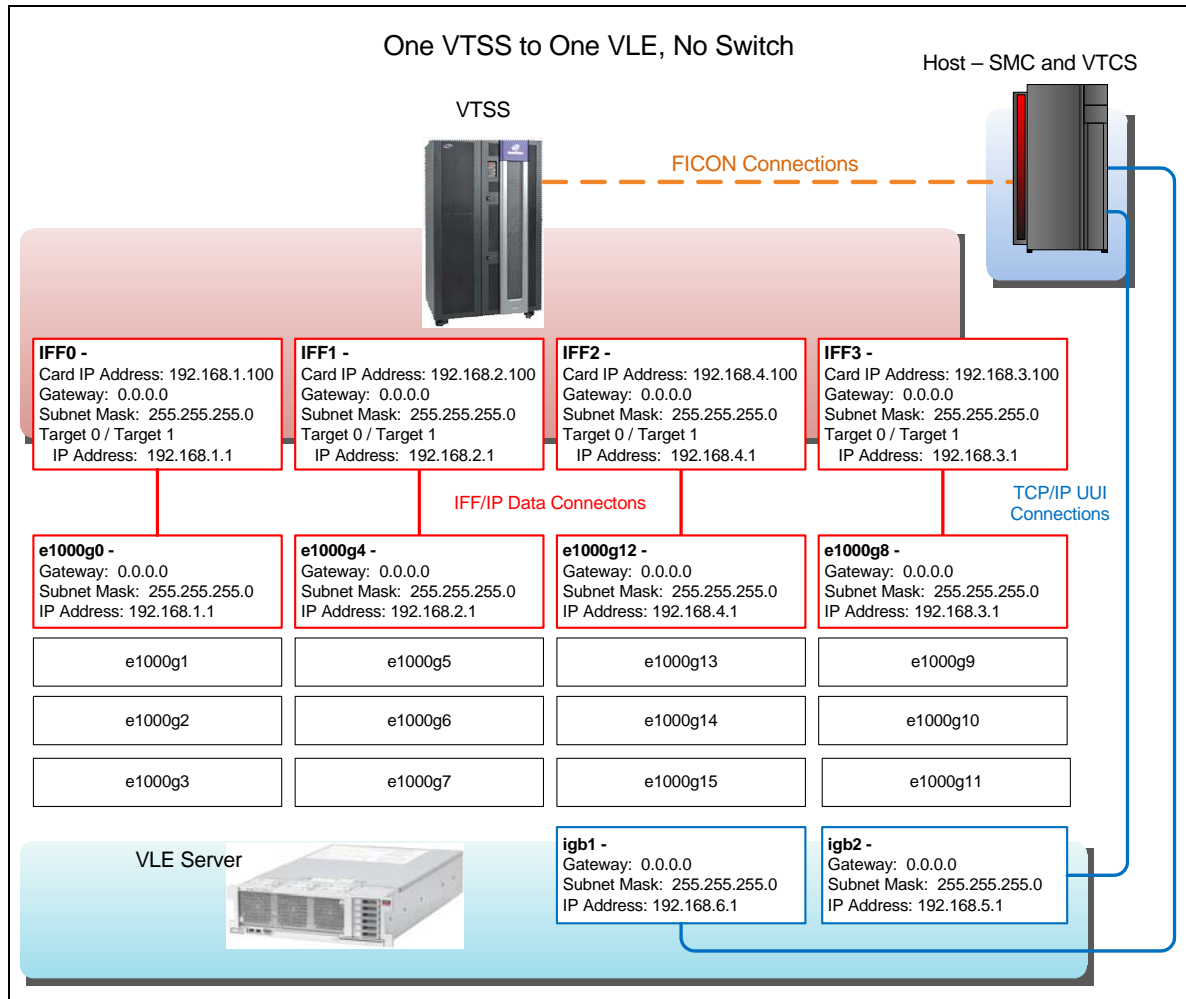 One VTSS to One VLE, No Switch
Host – SMC and VTCS
VTSS
FICON Connections
IFF0 -
Card IP Address: 192.168.1.100
Gateway: 0.0.0.0
Subnet Mask: 255.255.255.0
Target 0 / Target 1
IP Address: 192.168.1.1
IFF1 -
Card IP Address: 192.168.2.100
Gateway: 0.0.0.0
Subnet Mask: 255.255.255.0
Target 0 / Target 1
IP Address: 192.168.2.1
IFF2 -
Card IP Address: 192.168.4.100
Gateway: 0.0.0.0
Subnet Mask: 255.255.255.0
Target 0 / Target 1
IP Address: 192.168.4.1
IFF3 -
Card IP Address: 192.168.3.100
Gateway: 0.0.0.0
Subnet Mask: 255.255.255.0
Target 0 / Target 1
IP Address: 192.168.3.1
IFF/IP Data Connectons
TCP/IP UUI
Connections
e1000g0 -
Gateway: 0.0.0.0
Subnet Mask: 255.255.255.0
IP Address: 192.168.1.1
e1000g4 -
Gateway: 0.0.0.0
Subnet Mask: 255.255.255.0
IP Address: 192.168.2.1
e1000g12 -
Gateway: 0.0.0.0
Subnet Mask: 255.255.255.0
IP Address: 192.168.4.1
e1000g8 -
Gateway: 0.0.0.0
Subnet Mask: 255.255.255.0
IP Address: 192.168.3.1
e1000g1
e1000g5
e1000g13
e1000g9
e1000g2
e1000g6
e1000g14
e1000g10
e1000g3
e1000g7
e1000g15
e1000g11
VLE Server
igb1 -
Gateway: 0.0.0.0
Subnet Mask: 255.255.255.0
IP Address: 192.168.6.1
igb2 -
Gateway: 0.0.0.0
Subnet Mask: 255.255.255.0
IP Address: 192.168.5.1